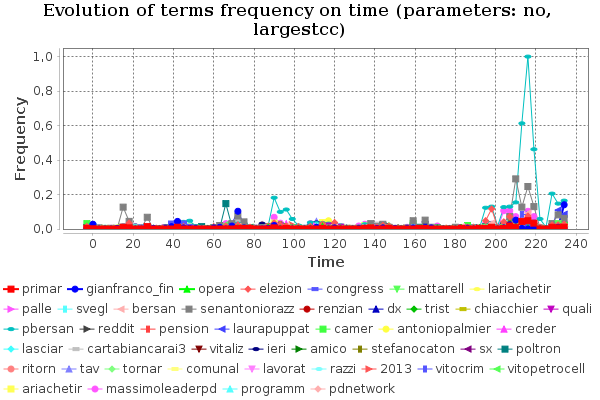 Evolution of terms frequency on time (parameters: no,
largestcc)
Frequency
1,0
0,8
0,6
0,4
0,2
0,0
0 20 40 60 80 100 120 140 160 180 200 220 240
Time
primar gianfranco_fin opera elezion congress mattarell lariachetir
palle svegl bersan senantoniorazz renzian dx trist chiacchier quali
pbersan reddit pension laurapuppat camer antoniopalmier creder
lasciar cartabiancarai3 vitaliz ieri amico stefanocaton sx poltron
ritorn tav tornar comunal lavorat razzi 2013 vitocrim vitopetrocell
ariachetir massimoleaderpd programm pdnetwork